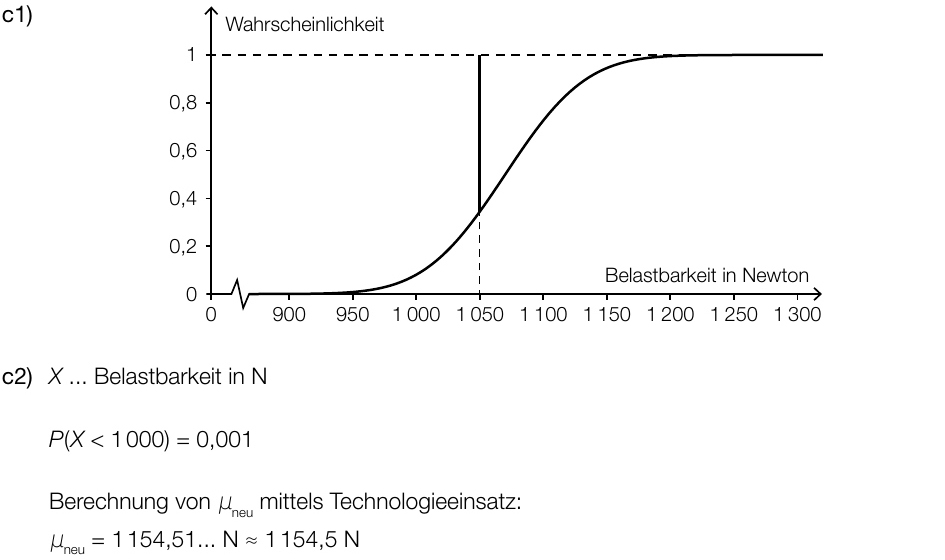 c1)
Wahrscheinlichkeit
1
0,8
0,6
0,4
0,2
0
Belastbarkeit in Newton
0 900 950 1 000 1 050 1 100 1 150 1 200 1 250 1 300
c2) X ... Belastbarkeit in N
P(X < 1 000) = 0,001
Berechnung von μneu mittels Technologieeinsatz:
μneu = 1 154,51... N ≈ 1 154,5 N